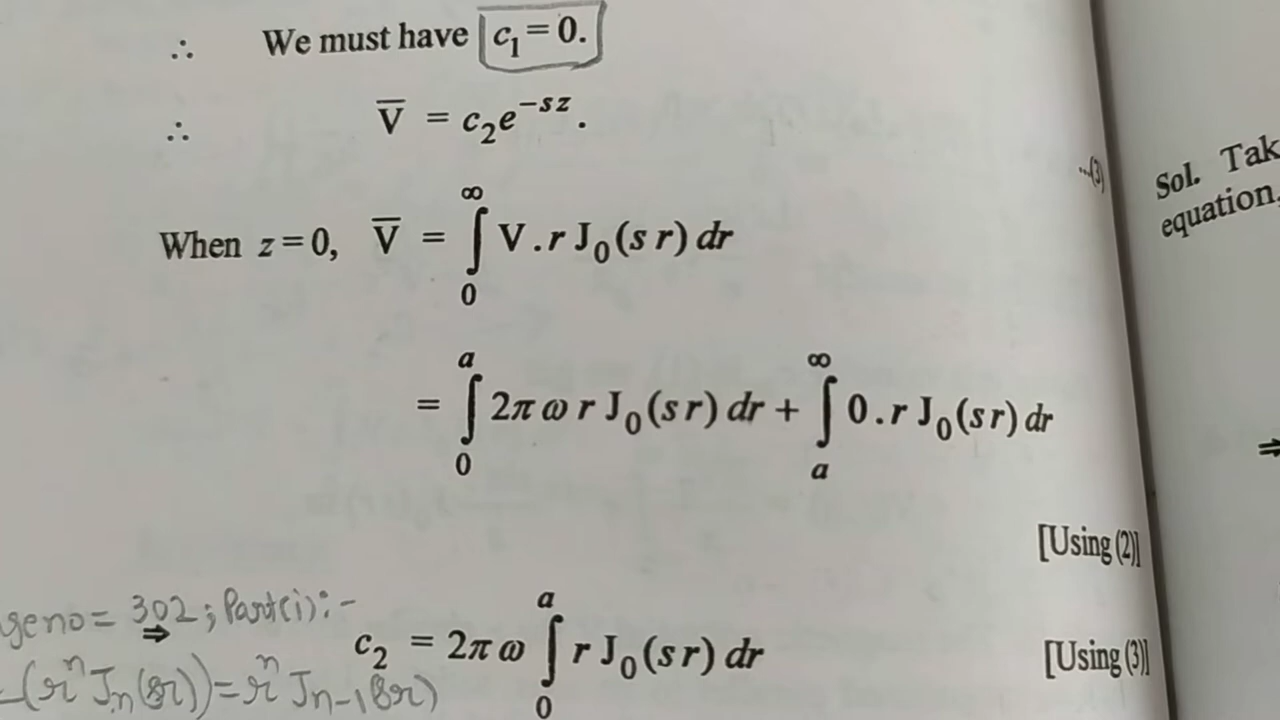 ∴ We must have c₁ = 0.
∴ V̅ = c₂e^{−sz}. ...(3)
When z = 0, V̅ = ∫₀^∞ V . r J₀(s r) dr
= ∫₀^a 2π ω r J₀(s r) dr + ∫ₐ^∞ 0 . r J₀(s r) dr
[Using (2)]
⇒ c₂ = 2π ω ∫₀^a r J₀(s r) dr [Using (3)]
geno = 302 ; Part(i) :-
(rⁿ Jₙ(sr)) = rⁿ Jₙ₋₁(sr)
Sol. Tak
equation,
⇒